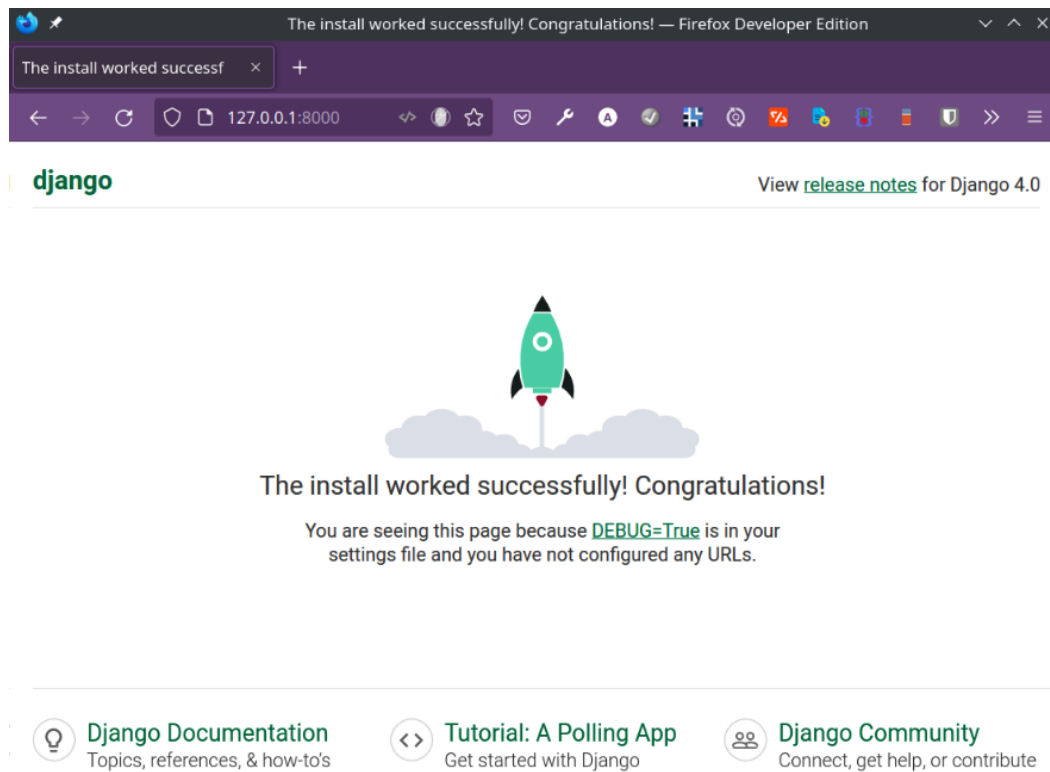 The install worked successfully! Congratulations! — Firefox Developer Edition
The install worked successf
127.0.0.1:8000
django
View release notes for Django 4.0
The install worked successfully! Congratulations!
You are seeing this page because DEBUG=True is in your
settings file and you have not configured any URLs.
Django Documentation
Topics, references, & how-to's
Tutorial: A Polling App
Get started with Django
Django Community
Connect, get help, or contribute